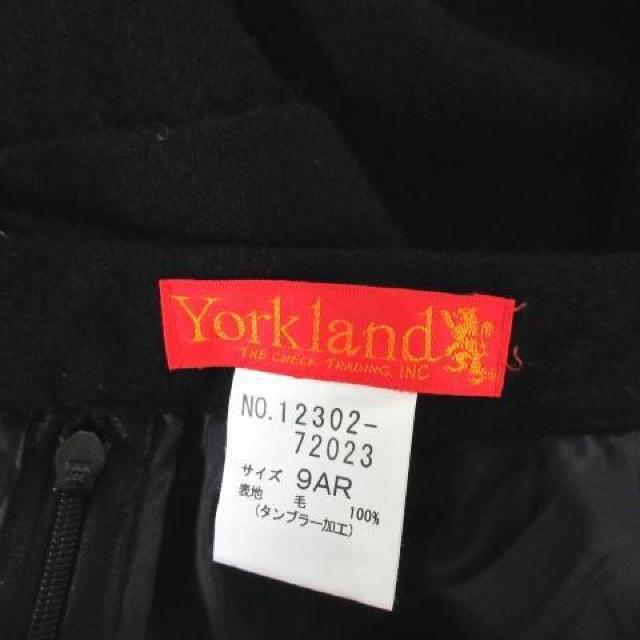 Yorkland
THE CHECK TRADING, INC.
NO.12302-
72023
サイズ 9AR
表地 毛 100%
(タンブラー加工)